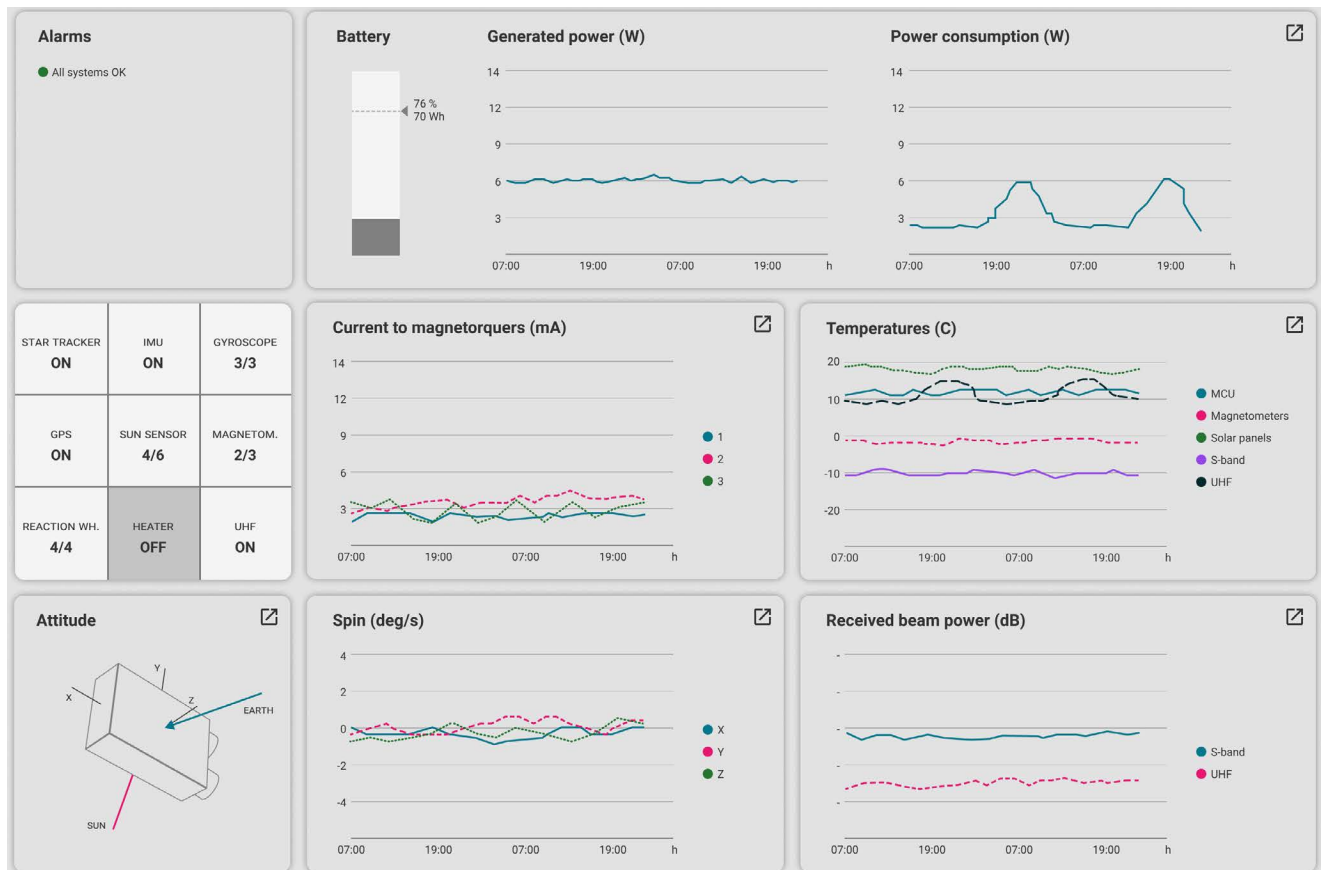 Alarms
All systems OK
Battery
76 %
70 Wh
Generated power (W)
14
12
9
6
3
07:00 19:00 07:00 19:00 h
Power consumption (W)
14
12
9
6
3
07:00 19:00 07:00 19:00 h
STAR TRACKER
ON
IMU
ON
GYROSCOPE
3/3
GPS
ON
SUN SENSOR
4/6
MAGNETOM.
2/3
REACTION WH.
4/4
HEATER
OFF
UHF
ON
Current to magnetorquers (mA)
14
12
9
6
3
07:00 19:00 07:00 19:00 h
1
2
3
Temperatures (C)
20
10
0
-10
-20
07:00 19:00 07:00 19:00 h
MCU
Magnetometers
Solar panels
S-band
UHF
Attitude
Y
X
Z
EARTH
SUN
Spin (deg/s)
4
2
0
-2
-4
07:00 19:00 07:00 19:00 h
X
Y
Z
Received beam power (dB)
-
-
-
-
-
07:00 19:00 07:00 19:00 h
S-band
UHF